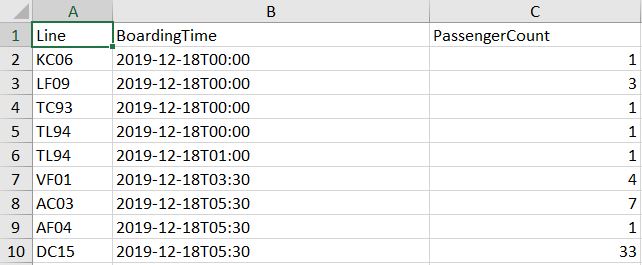 A B C
1 Line BoardingTime PassengerCount
2 KC06 2019-12-18T00:00 1
3 LF09 2019-12-18T00:00 3
4 TC93 2019-12-18T00:00 1
5 TL94 2019-12-18T00:00 1
6 TL94 2019-12-18T01:00 1
7 VF01 2019-12-18T03:30 4
8 AC03 2019-12-18T05:30 7
9 AF04 2019-12-18T05:30 1
10 DC15 2019-12-18T05:30 33